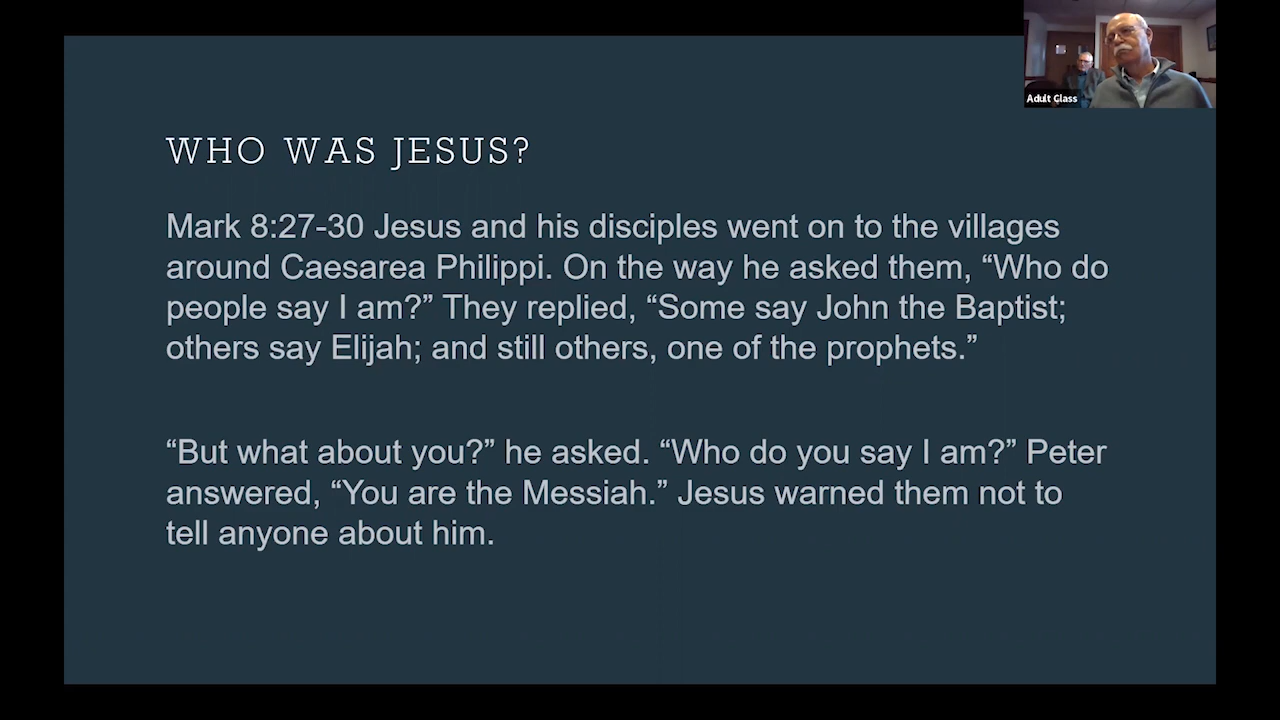 Adult Class
WHO WAS JESUS?
Mark 8:27-30 Jesus and his disciples went on to the villages
around Caesarea Philippi. On the way he asked them, “Who do
people say I am?” They replied, “Some say John the Baptist;
others say Elijah; and still others, one of the prophets.”
“But what about you?” he asked. “Who do you say I am?” Peter
answered, “You are the Messiah.” Jesus warned them not to
tell anyone about him.